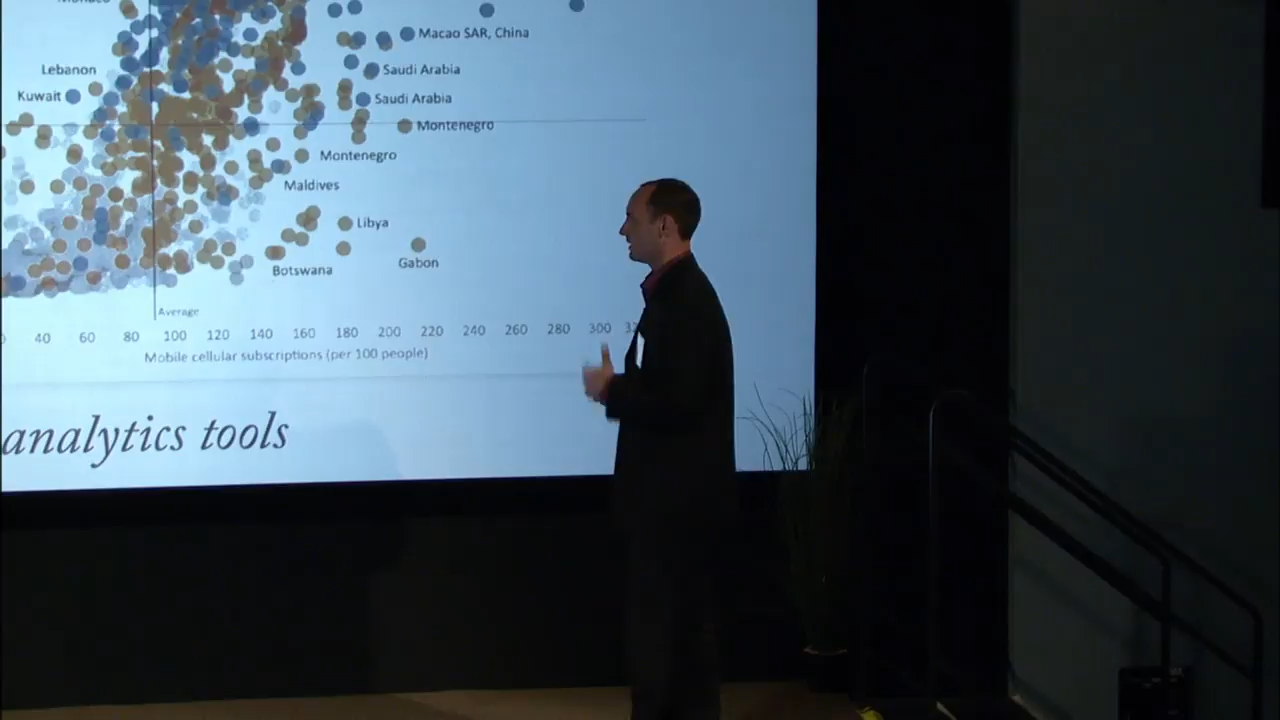 Macao SAR, China
Lebanon
Saudi Arabia
Kuwait
Saudi Arabia
Montenegro
Montenegro
Maldives
Libya
Botswana
Gabon
Average
40 60 80 100 120 140 160 180 200 220 240 260 280 300
Mobile cellular subscriptions (per 100 people)
analytics tools